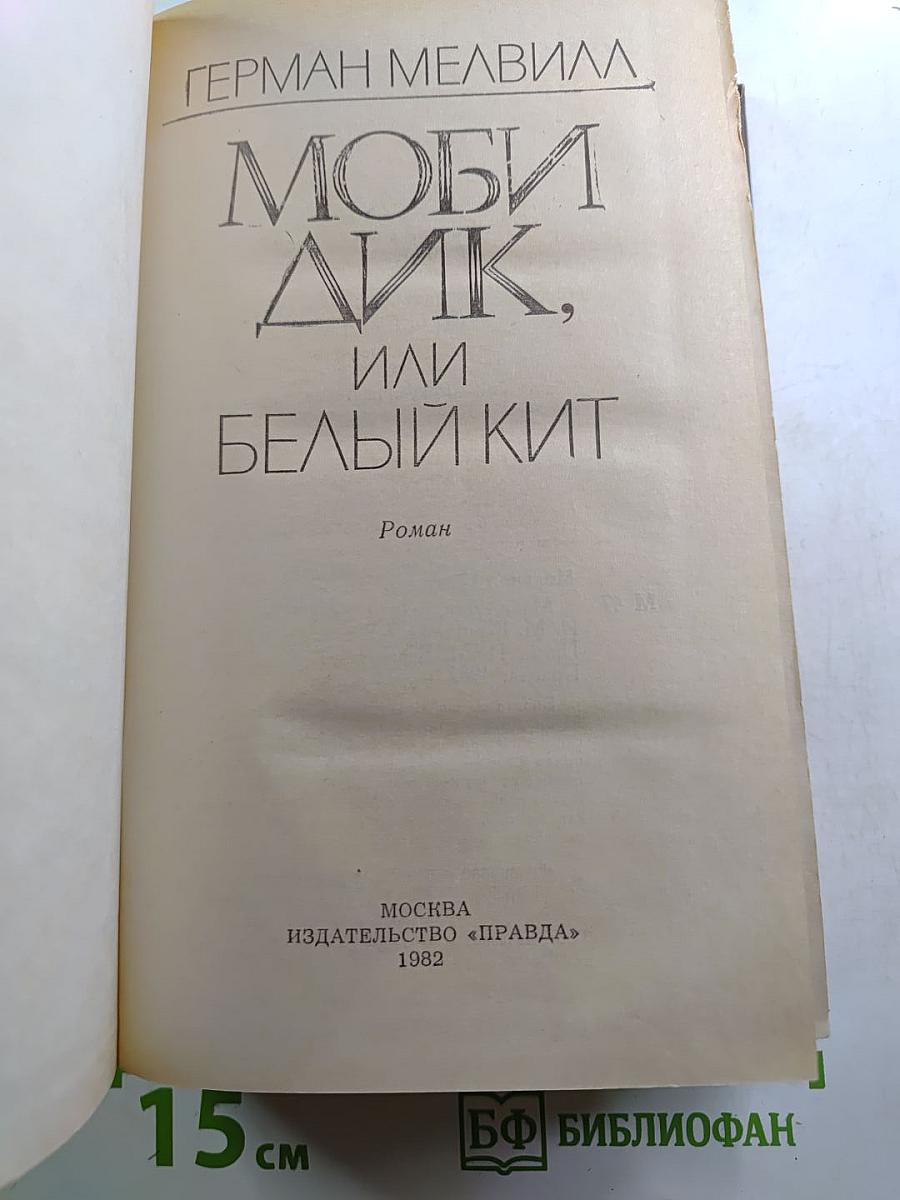 ГЕРМАН МЕЛВИЛЛ
МОБИ
ДИК,
ИЛИ
БЕЛЫЙ КИТ
Роман
МОСКВА
ИЗДАТЕЛЬСТВО «ПРАВДА»
1982
15 см
БФ БИБЛИОФАН